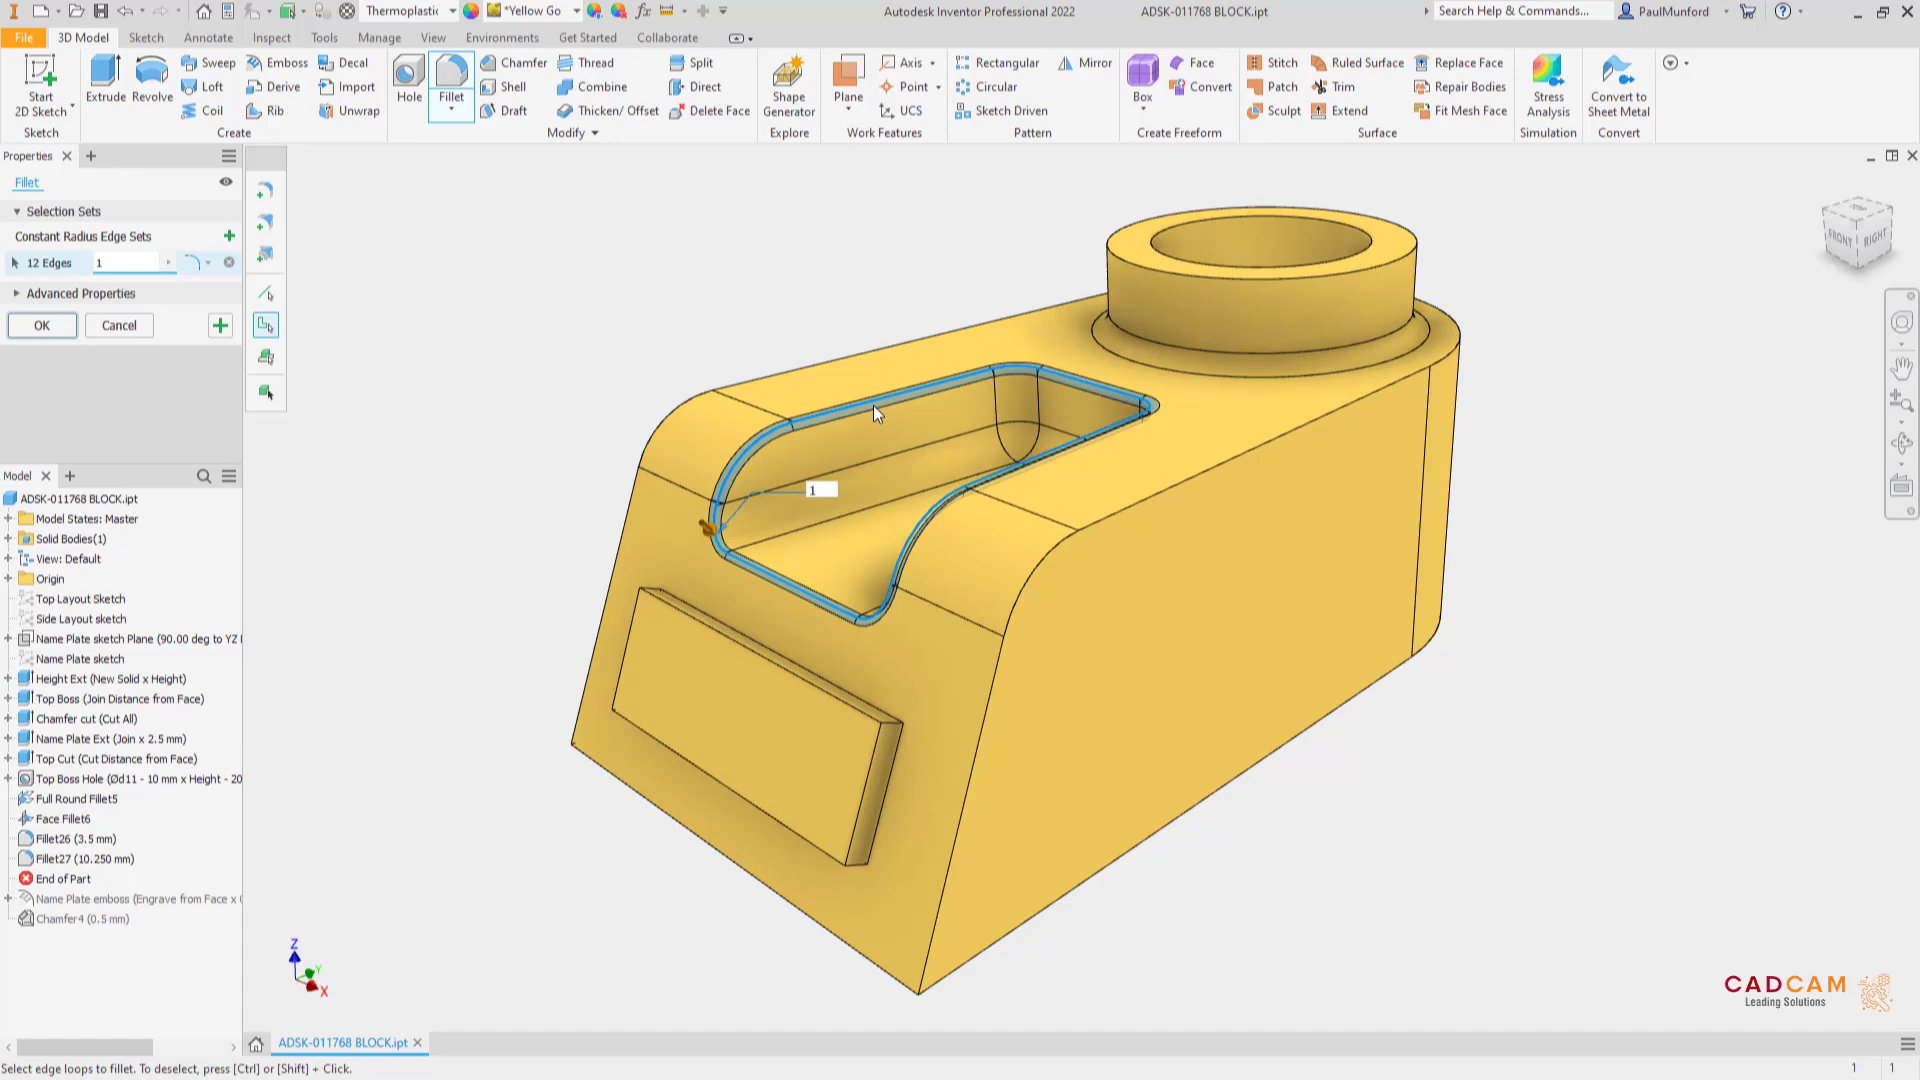 Thermoplastic
*Yellow Go
Autodesk Inventor Professional 2022
ADSK-011768 BLOCK.ipt
Search Help & Commands...
PaulMunford
File
3D Model
Sketch
Annotate
Inspect
Tools
Manage
View
Environments
Get Started
Collaborate
Start
2D Sketch
Sketch
Extrude
Revolve
Sweep
Loft
Coil
Emboss
Derive
Rib
Decal
Import
Unwrap
Create
Hole
Fillet
Chamfer
Shell
Draft
Thread
Combine
Thicken/ Offset
Split
Direct
Delete Face
Modify
Shape
Generator
Explore
Plane
Axis
Point
UCS
Work Features
Rectangular
Circular
Sketch Driven
Mirror
Pattern
Box
Face
Convert
Create Freeform
Stitch
Patch
Sculpt
Ruled Surface
Trim
Extend
Replace Face
Repair Bodies
Fit Mesh Face
Surface
Stress
Analysis
Simulation
Convert to
Sheet Metal
Convert
Properties
Fillet
Selection Sets
Constant Radius Edge Sets
12 Edges
1
Advanced Properties
OK
Cancel
Model
ADSK-011768 BLOCK.ipt
Model States: Master
Solid Bodies(1)
View: Default
Origin
Top Layout Sketch
Side Layout sketch
Name Plate sketch Plane (90.00 deg to YZ
Name Plate sketch
Height Ext (New Solid x Height)
Top Boss (Join Distance from Face)
Chamfer cut (Cut All)
Name Plate Ext (Join x 2.5 mm)
Top Cut (Cut Distance from Face)
Top Boss Hole (Ød11 - 10 mm x Height - 20
Full Round Fillet5
Face Fillet6
Fillet26 (3.5 mm)
Fillet27 (10.250 mm)
End of Part
Name Plate emboss (Engrave from Face x
Chamfer4 (0.5 mm)
1
FRONT
RIGHT
Z
Y
X
CADCAM
Leading Solutions
ADSK-011768 BLOCK.ipt
Select edge loops to fillet. To deselect, press [Ctrl] or [Shift] + Click.
1
1